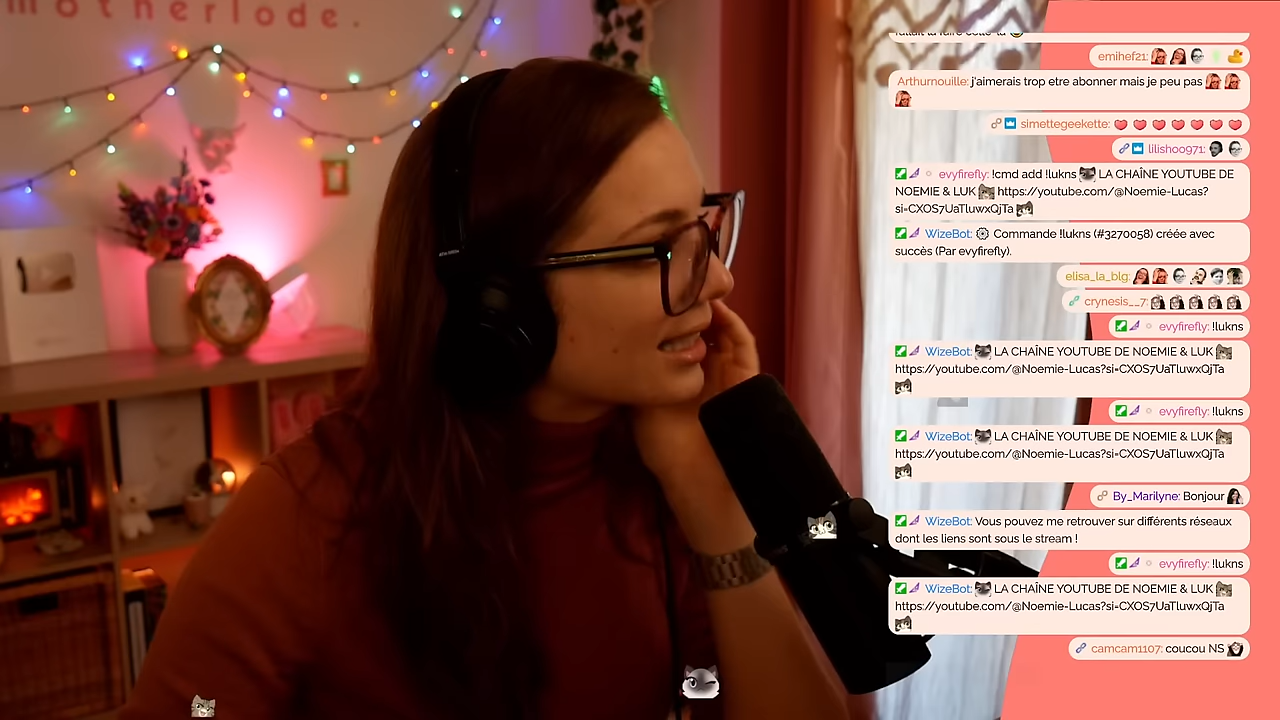 motherlode.
emihef21:
Arthurnouille: j'aimerais trop etre abonner mais je peu pas
simettegeekette:
lilishoo971:
evyfirefly: !cmd add !lukns LA CHAÎNE YOUTUBE DE
NOEMIE & LUK https://youtube.com/@Noemie-Lucas?
si=CXOS7UaTluwxQjTa
WizeBot: Commande !lukns (#3270058) créée avec
succès (Par evyfirefly).
elisa_la_blg:
crynesis__7:
evyfirefly: !lukns
WizeBot: LA CHAÎNE YOUTUBE DE NOEMIE & LUK
https://youtube.com/@Noemie-Lucas?si=CXOS7UaTluwxQjTa
evyfirefly: !lukns
WizeBot: LA CHAÎNE YOUTUBE DE NOEMIE & LUK
https://youtube.com/@Noemie-Lucas?si=CXOS7UaTluwxQjTa
By_Marilyne: Bonjour
WizeBot: Vous pouvez me retrouver sur différents réseaux
dont les liens sont sous le stream !
evyfirefly: !lukns
WizeBot: LA CHAÎNE YOUTUBE DE NOEMIE & LUK
https://youtube.com/@Noemie-Lucas?si=CXOS7UaTluwxQjTa
camcam1107: coucou NS